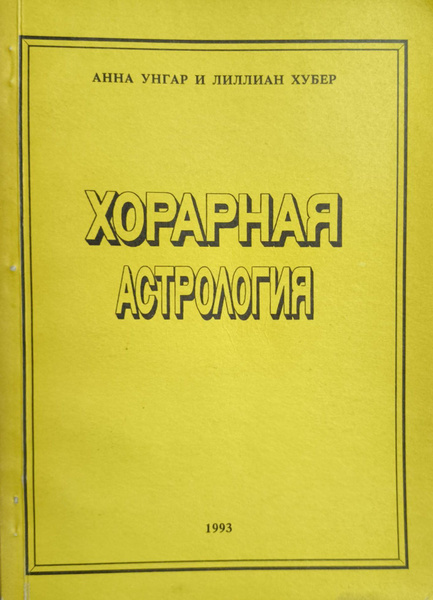 АННА УНГАР И ЛИЛЛИАН ХУБЕР
ХОРАРНАЯ
АСТРОЛОГИЯ
1993